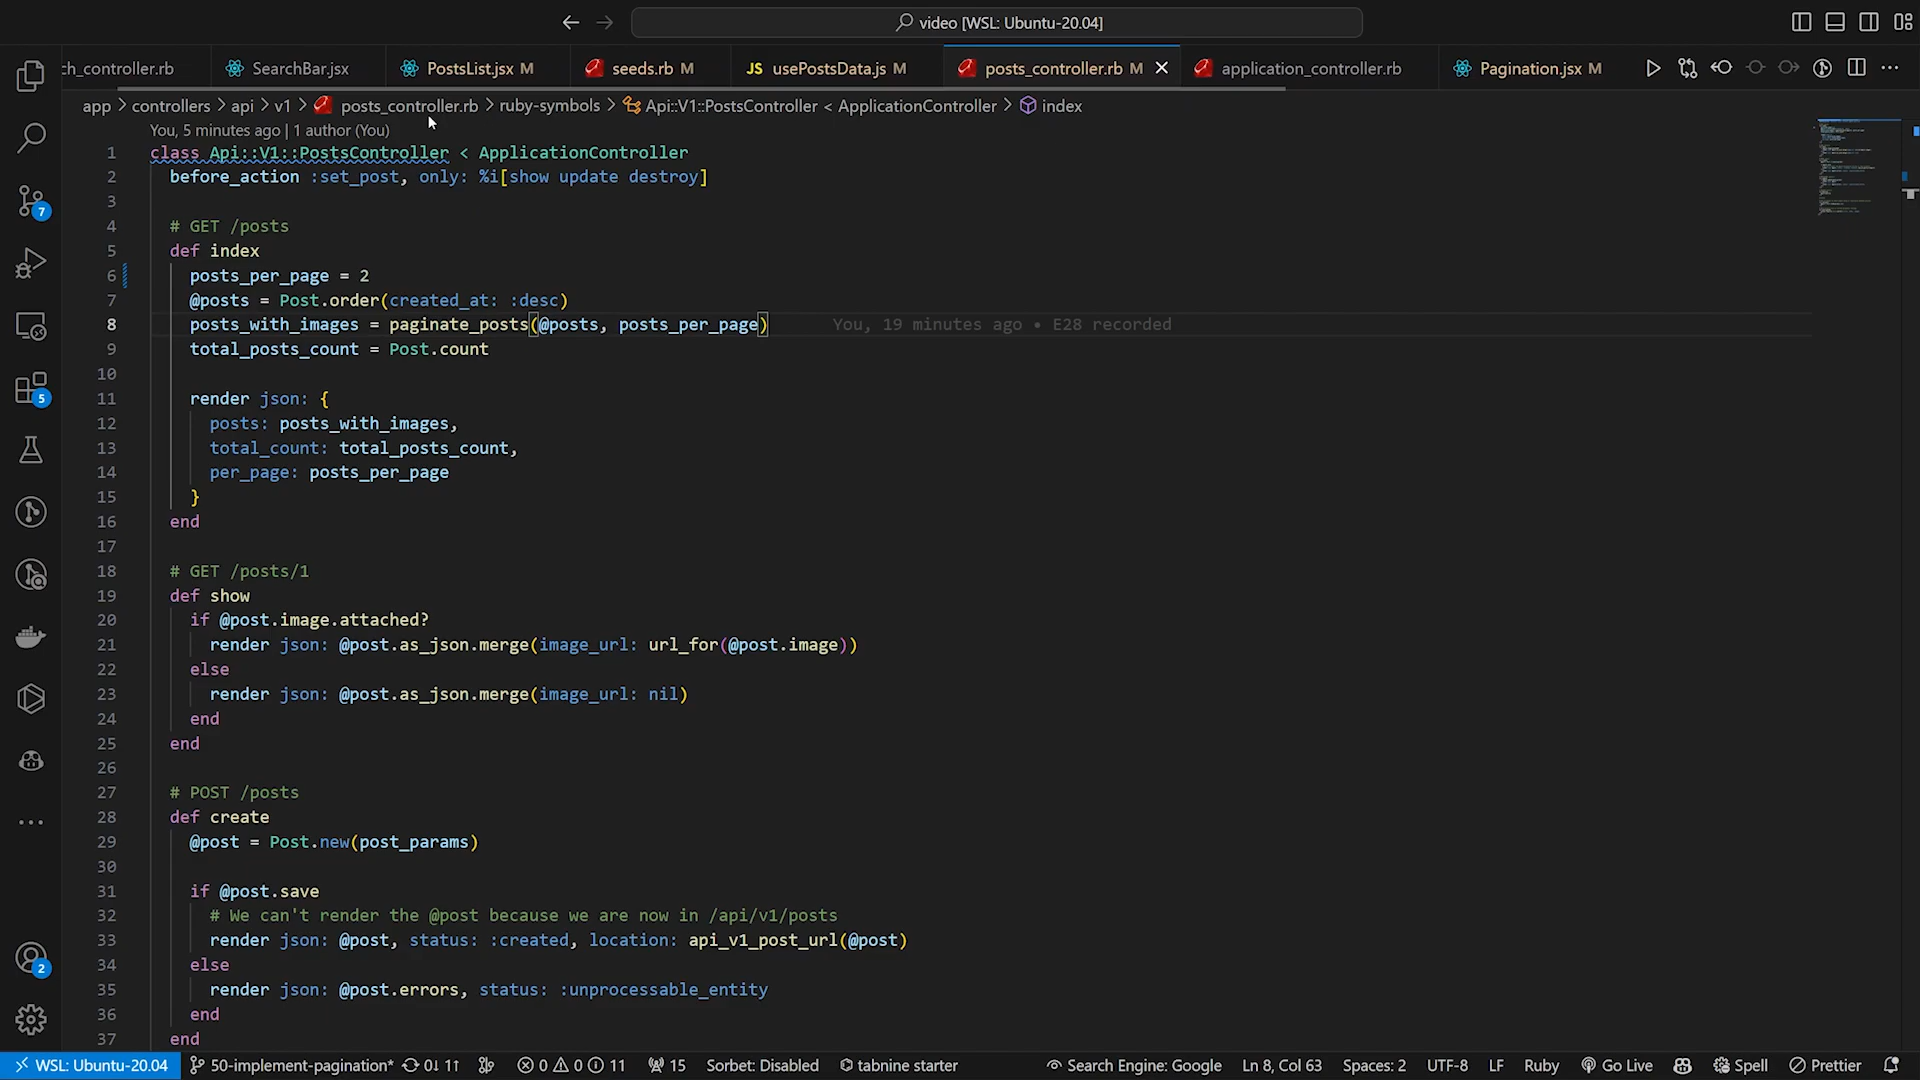 video [WSL: Ubuntu-20.04]
ch_controller.rb
SearchBar.jsx
PostsList.jsx M
seeds.rb M
JS usePostsData.js M
posts_controller.rb M
application_controller.rb
Pagination.jsx M
app > controllers > api > v1 > posts_controller.rb > ruby-symbols > Api::V1::PostsController < ApplicationController > index
You, 5 minutes ago | 1 author (You)
1 class Api::V1::PostsController < ApplicationController
2 before_action :set_post, only: %i[show update destroy]
3
4 # GET /posts
5 def index
6 posts_per_page = 2
7 @posts = Post.order(created_at: :desc)
8 posts_with_images = paginate_posts(@posts, posts_per_page) You, 19 minutes ago • E28 recorded
9 total_posts_count = Post.count
10
11 render json: {
12 posts: posts_with_images,
13 total_count: total_posts_count,
14 per_page: posts_per_page
15 }
16 end
17
18 # GET /posts/1
19 def show
20 if @post.image.attached?
21 render json: @post.as_json.merge(image_url: url_for(@post.image))
22 else
23 render json: @post.as_json.merge(image_url: nil)
24 end
25 end
26
27 # POST /posts
28 def create
29 @post = Post.new(post_params)
30
31 if @post.save
32 # We can't render the @post because we are now in /api/v1/posts
33 render json: @post, status: :created, location: api_v1_post_url(@post)
34 else
35 render json: @post.errors, status: :unprocessable_entity
36 end
37 end
7
5
2
WSL: Ubuntu-20.04 50-implement-pagination* 0↓ 1↑ 0 0 11 15 Sorbet: Disabled tabnine starter Search Engine: Google Ln 8, Col 63 Spaces: 2 UTF-8 LF Ruby Go Live Spell Prettier